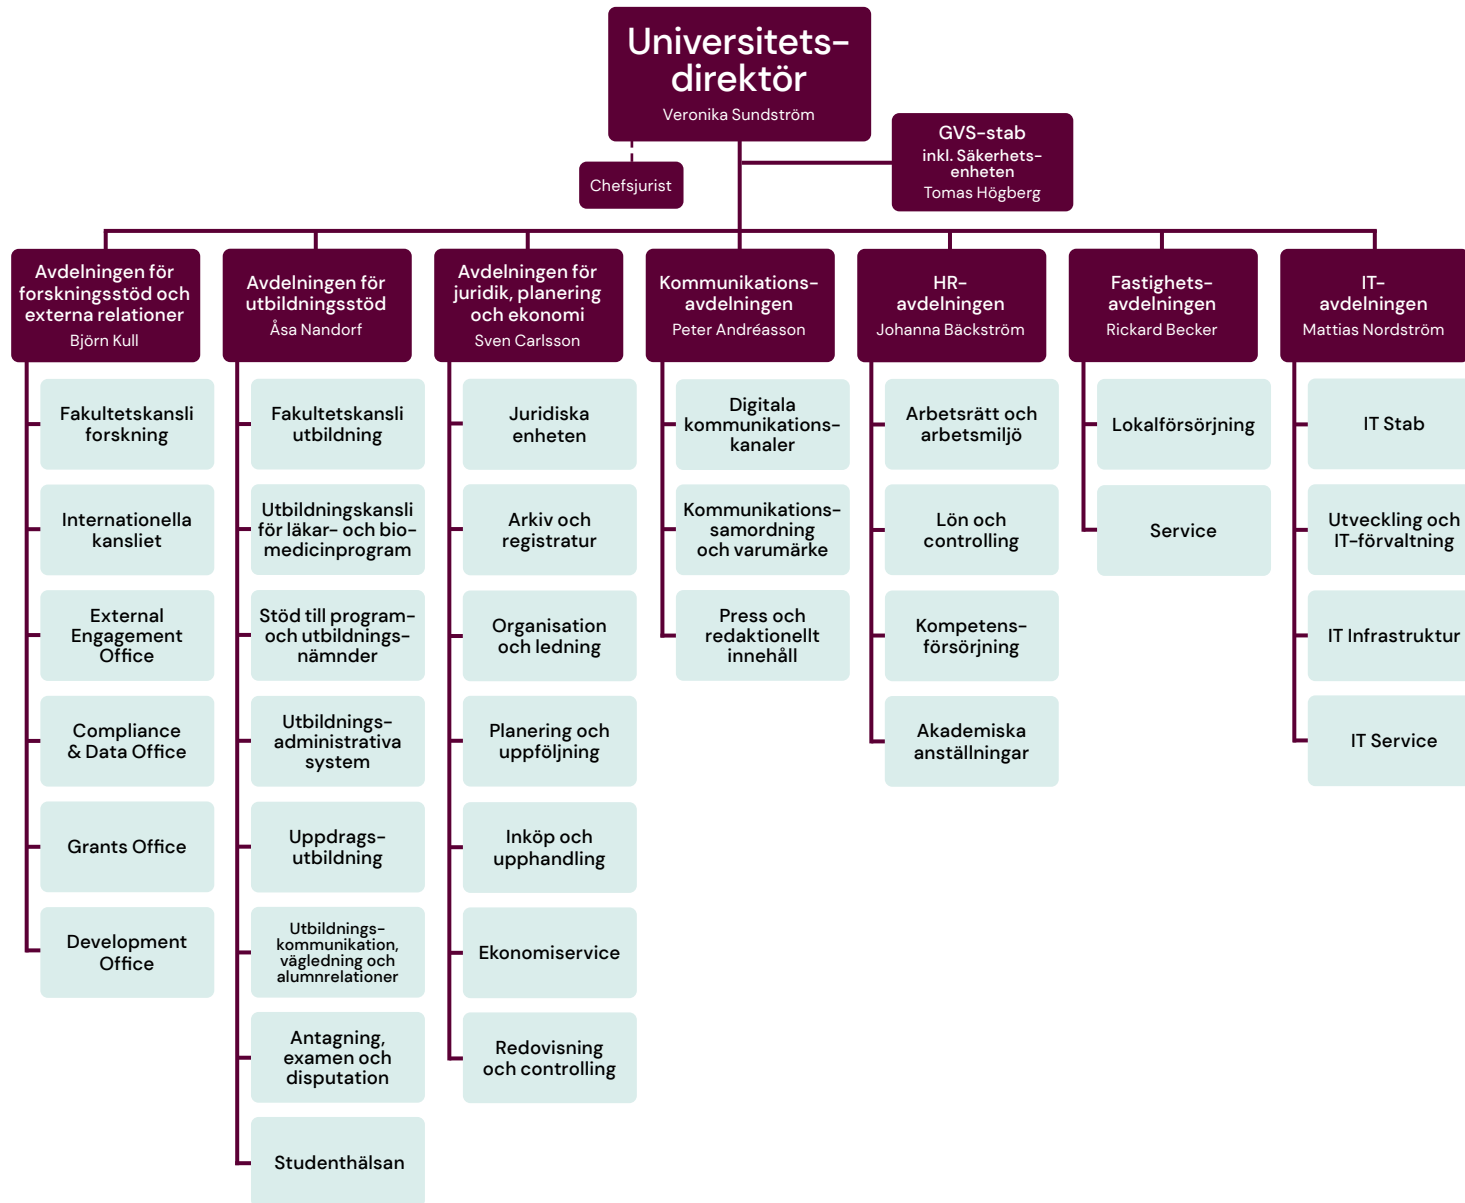 Universitets-
direktör
Veronika Sundström
GVS-stab
inkl. Säkerhets-
enheten
Tomas Högberg
Chefsjurist
Avdelningen för
forskningsstöd och
externa relationer
Björn Kull
Avdelningen för
utbildningsstöd
Åsa Nandorf
Avdelningen för
juridik, planering
och ekonomi
Sven Carlsson
Kommunikations-
avdelningen
Peter Andréasson
HR-
avdelningen
Johanna Bäckström
Fastighets-
avdelningen
Rickard Becker
IT-
avdelningen
Mattias Nordström
Fakultetskansli
forskning
Internationella
kansliet
External
Engagement
Office
Compliance
& Data Office
Grants Office
Development
Office
Fakultetskansli
utbildning
Utbildningskansli
för läkar- och bio-
medicinprogram
Stöd till program-
och utbildnings-
nämnder
Utbildnings-
administrativa
system
Uppdrags-
utbildning
Utbildnings-
kommunikation,
vägledning och
alumnrelationer
Antagning,
examen och
disputation
Studenthälsan
Juridiska
enheten
Arkiv och
registratur
Organisation
och ledning
Planering och
uppföljning
Inköp och
upphandling
Ekonomiservice
Redovisning
och controlling
Digitala
kommunikations-
kanaler
Kommunikations-
samordning
och varumärke
Press och
redaktionellt
innehåll
Arbetsrätt och
arbetsmiljö
Lön och
controlling
Kompetens-
försörjning
Akademiska
anställningar
Lokalförsörjning
Service
IT Stab
Utveckling och
IT-förvaltning
IT Infrastruktur
IT Service